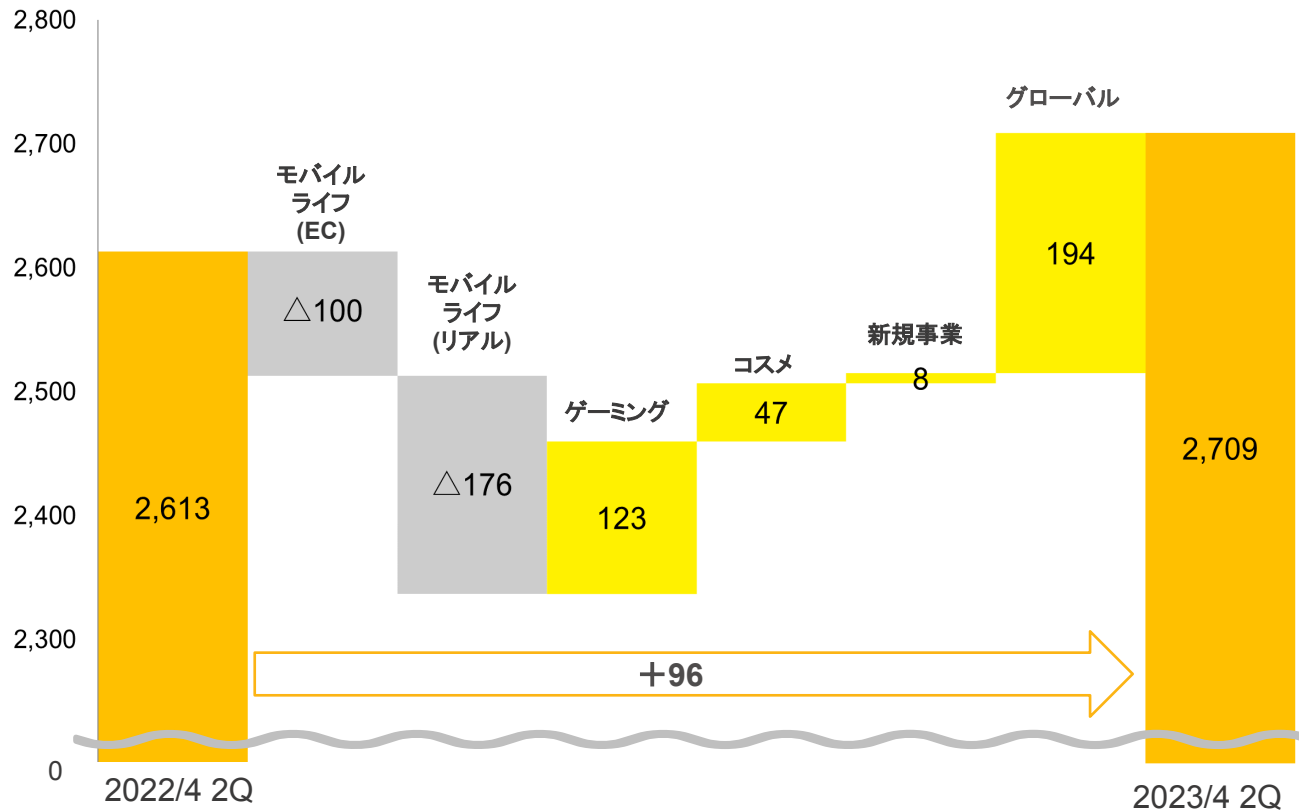 2,800
2,700
2,600
2,500
2,400
2,300
0
モバイル
ライフ
(EC)
モバイル
ライフ
(リアル)
ゲーミング
コスメ
新規事業
グローバル
2,613
△100
△176
123
47
8
194
2,709
＋96
2022/4 2Q
2023/4 2Q